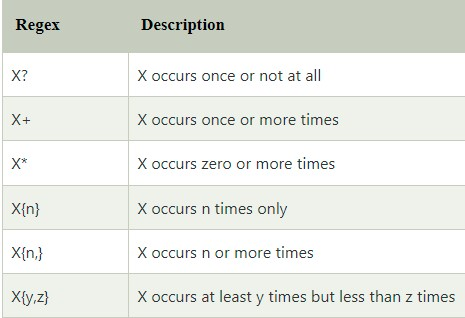 Regex Description
X? X occurs once or not at all
X+ X occurs once or more times
X* X occurs zero or more times
X{n} X occurs n times only
X{n,} X occurs n or more times
X{y,z} X occurs at least y times but less than z times